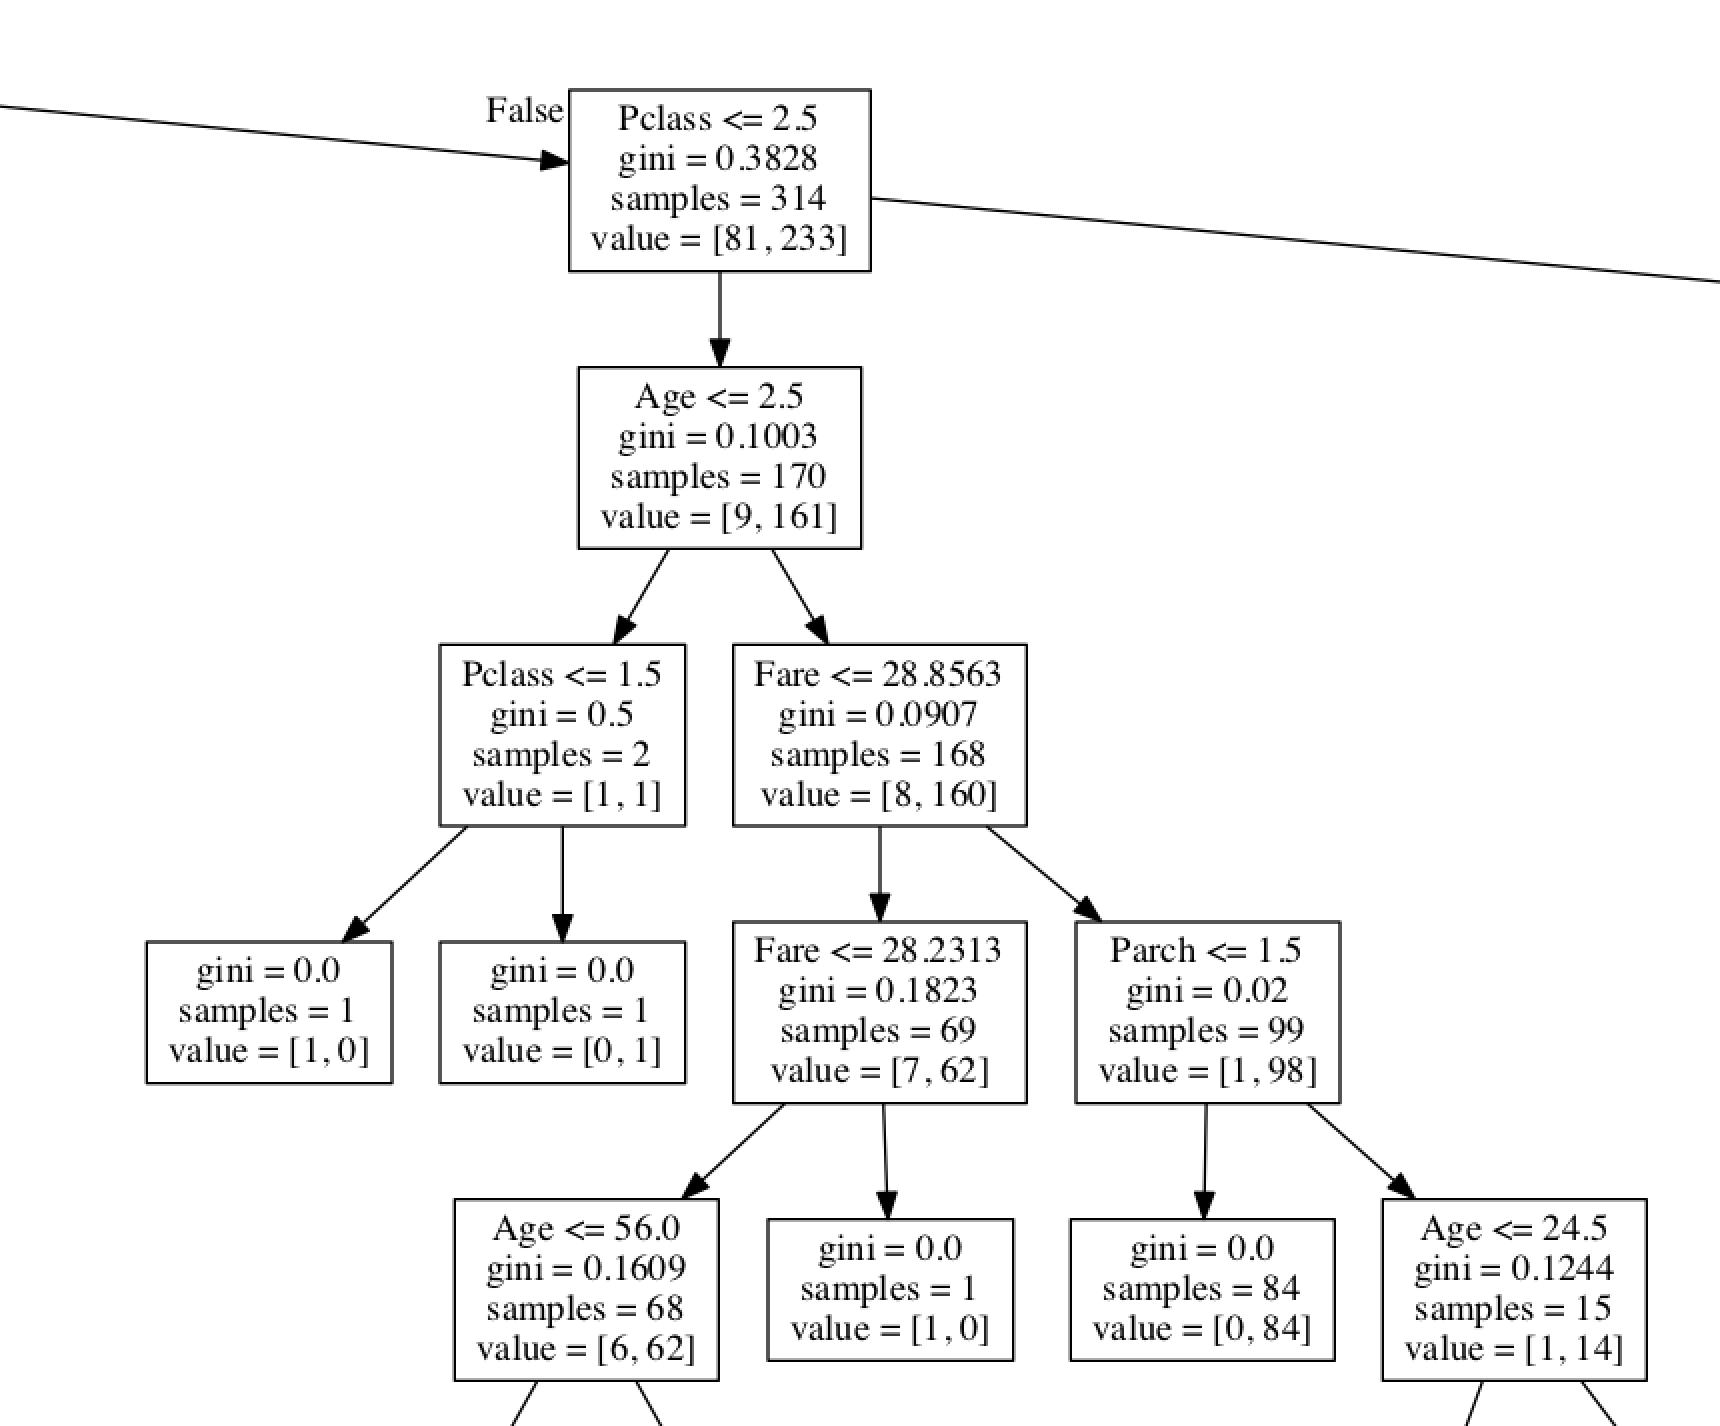 False
Pclass <= 2.5
gini = 0.3828
samples = 314
value = [81, 233]
Age <= 2.5
gini = 0.1003
samples = 170
value = [9, 161]
Pclass <= 1.5
gini = 0.5
samples = 2
value = [1, 1]
Fare <= 28.8563
gini = 0.0907
samples = 168
value = [8, 160]
gini = 0.0
samples = 1
value = [1, 0]
gini = 0.0
samples = 1
value = [0, 1]
Fare <= 28.2313
gini = 0.1823
samples = 69
value = [7, 62]
Parch <= 1.5
gini = 0.02
samples = 99
value = [1, 98]
Age <= 56.0
gini = 0.1609
samples = 68
value = [6, 62]
gini = 0.0
samples = 1
value = [1, 0]
gini = 0.0
samples = 84
value = [0, 84]
Age <= 24.5
gini = 0.1244
samples = 15
value = [1, 14]